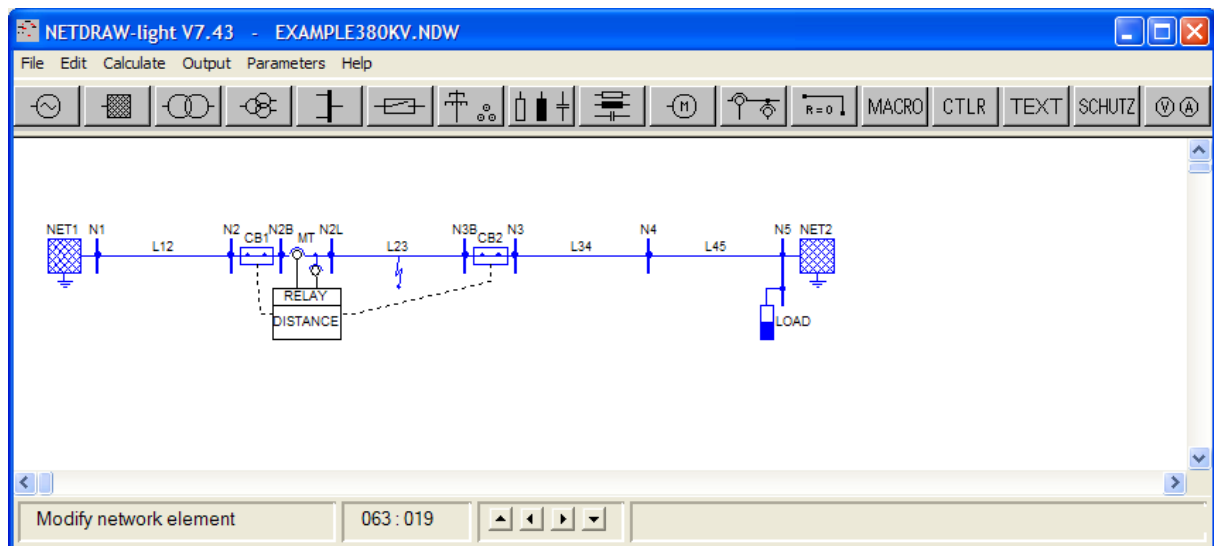 NETDRAW-light V7.43 - EXAMPLE380KV.NDW
File Edit Calculate Output Parameters Help
M R=0 MACRO CTLR TEXT SCHUTZ V A
NET1 N1 L12 N2 CB1 N2B MT N2L L23 N3B CB2 N3 L34 N4 L45 N5 NET2
RELAY
DISTANCE LOAD
Modify network element 063:019